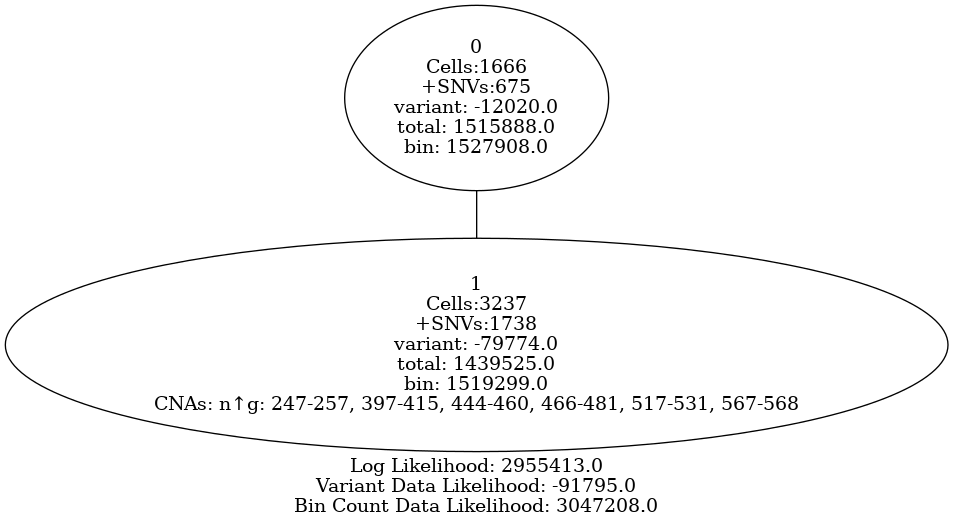 0
Cells:1666
+SNVs:675
variant: -12020.0
total: 1515888.0
bin: 1527908.0
1
Cells:3237
+SNVs:1738
variant: -79774.0
total: 1439525.0
bin: 1519299.0
CNAs: n↑g: 247-257, 397-415, 444-460, 466-481, 517-531, 567-568
Log Likelihood: 2955413.0
Variant Data Likelihood: -91795.0
Bin Count Data Likelihood: 3047208.0